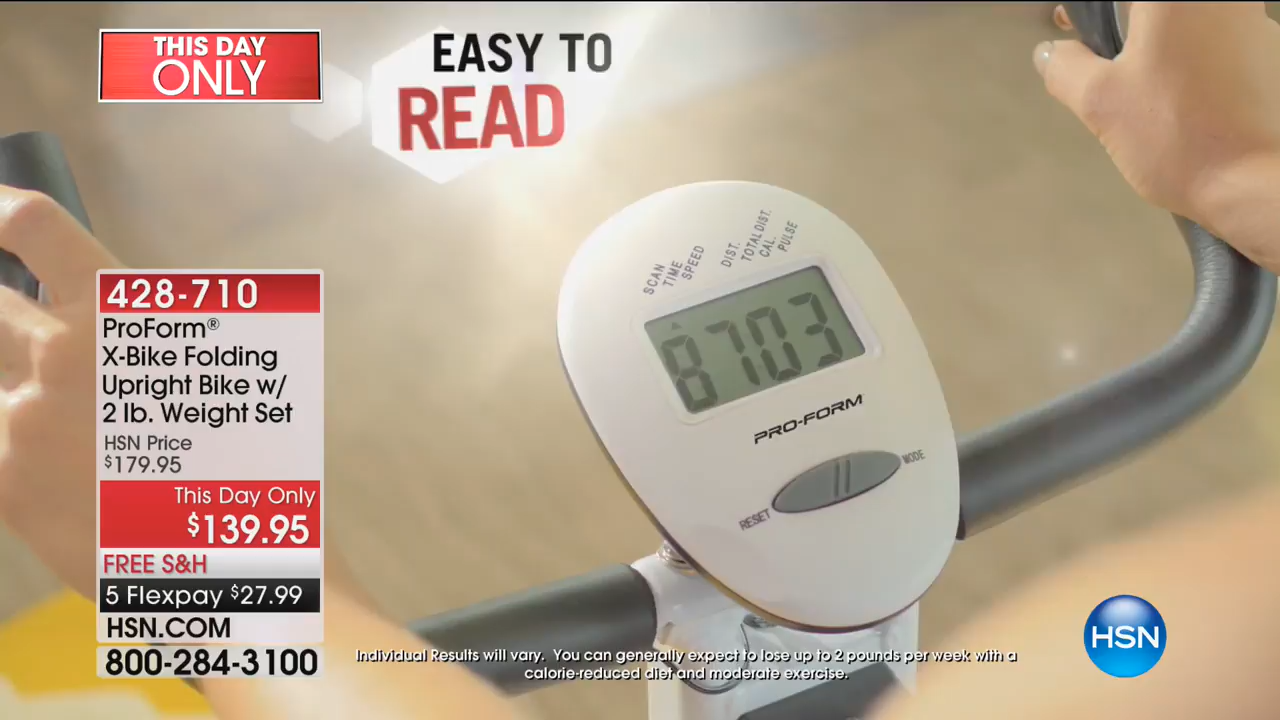 THIS DAY
ONLY
EASY TO
READ
428-710
ProForm®
X-Bike Folding
Upright Bike w/
2 lb. Weight Set
HSN Price
$179.95
This Day Only
$139.95
FREE S&H
5 Flexpay $27.99
HSN.COM
800-284-3100
SCAN
TIME
SPEED
DIST.
TOTAL DIST.
CAL.
PULSE
8703
PRO-FORM
MODE
RESET
HSN
Individual Results will vary. You can generally expect to lose up to 2 pounds per week with a
calorie-reduced diet and moderate exercise.